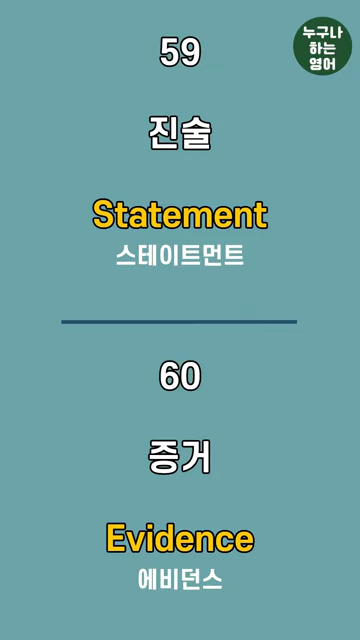 59
누구나
하는
영어
진술
Statement
스테이트먼트
60
증거
Evidence
에비던스